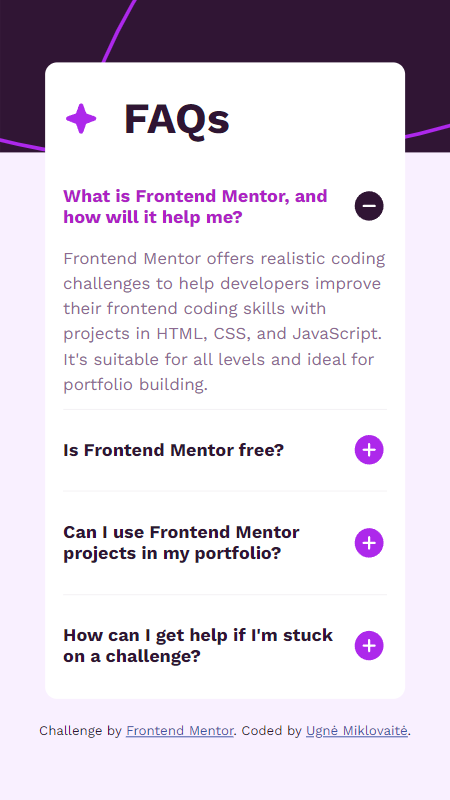 FAQs
What is Frontend Mentor, and
how will it help me?
Frontend Mentor offers realistic coding
challenges to help developers improve
their frontend coding skills with
projects in HTML, CSS, and JavaScript.
It's suitable for all levels and ideal for
portfolio building.
Is Frontend Mentor free?
Can I use Frontend Mentor
projects in my portfolio?
How can I get help if I'm stuck
on a challenge?
Challenge by Frontend Mentor. Coded by Ugnė Miklovaitė.